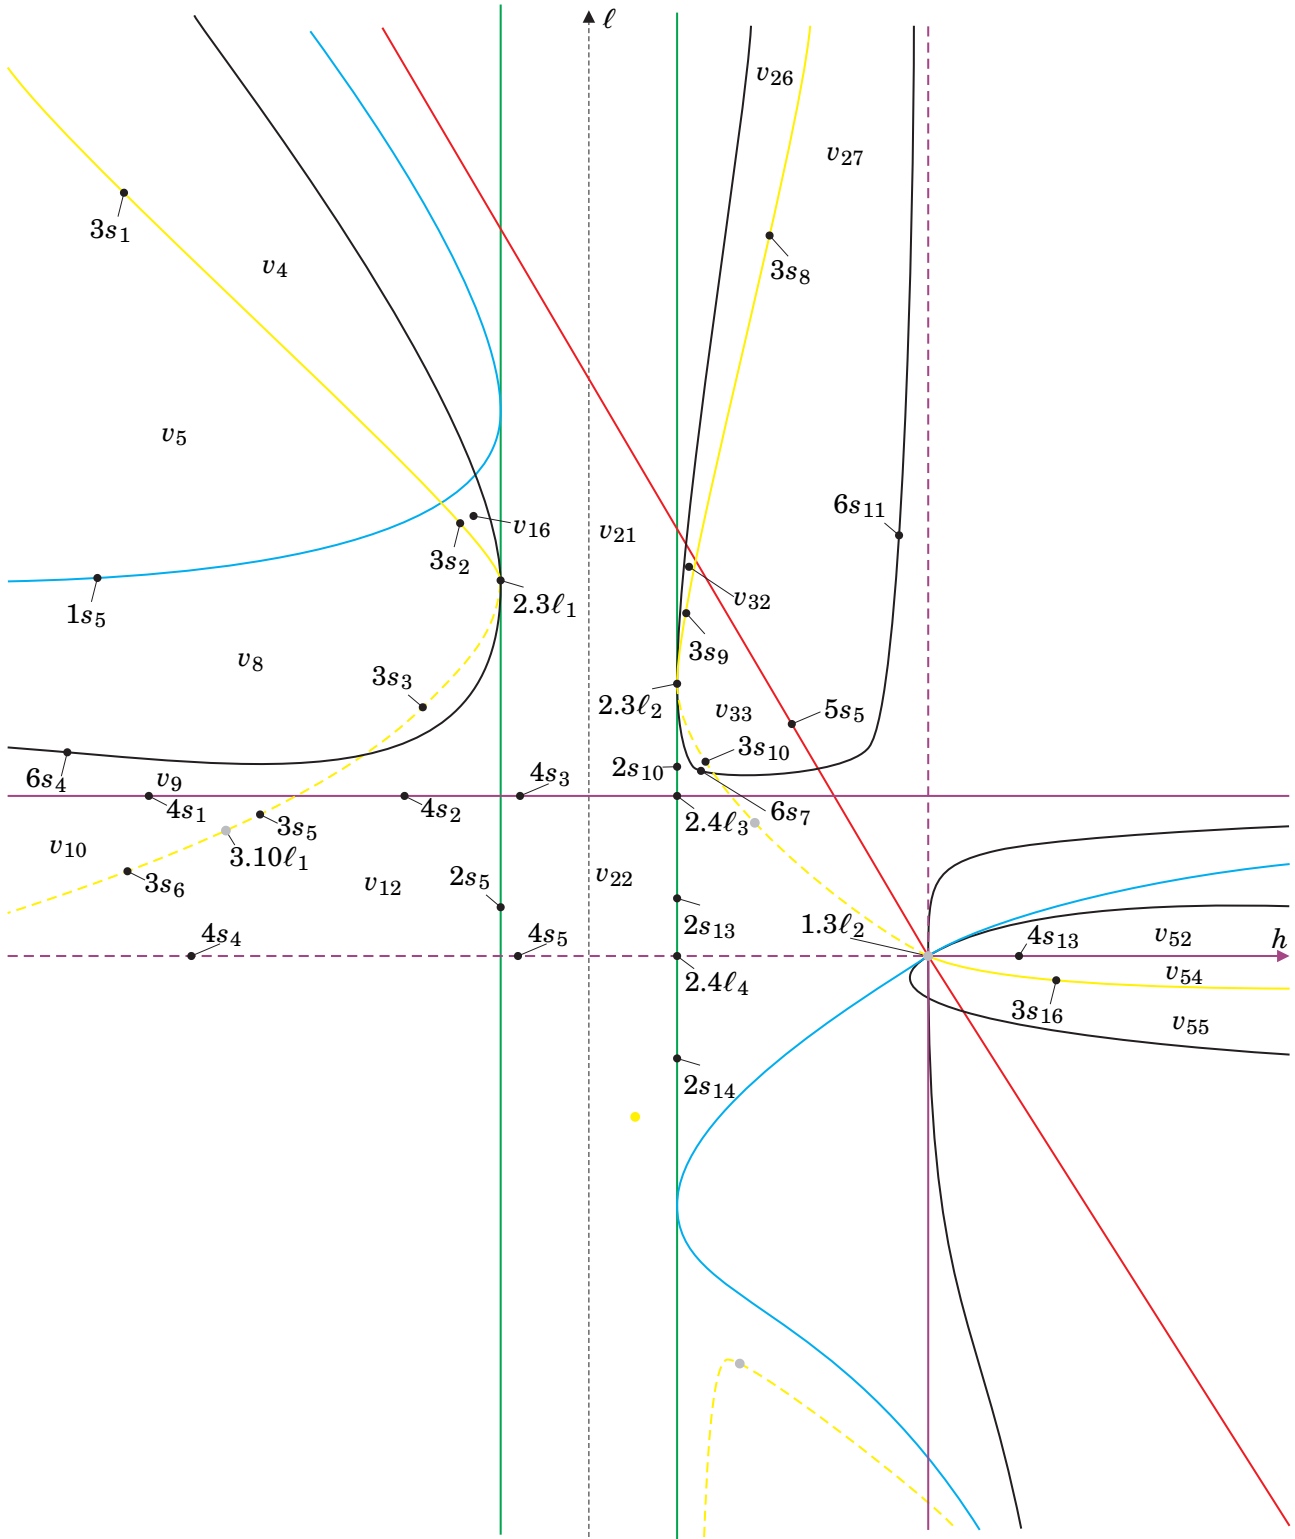 ℓ
v₂₆
v₂₇
3s₁
v₄
3s₈
v₅
6s₁₁
v₁₆
v₂₁
3s₂
v₃₂
1s₅
2.3ℓ₁
3s₉
v₈
3s₃
2.3ℓ₂
v₃₃
5s₅
3s₁₀
6s₄
v₉
4s₃
2s₁₀
4s₁
4s₂
2.4ℓ₃
6s₇
v₁₀
3s₅
3.10ℓ₁
3s₆
v₁₂
2s₅
v₂₂
4s₄
4s₅
2s₁₃
1.3ℓ₂
4s₁₃
v₅₂
h
2.4ℓ₄
v₅₄
3s₁₆
v₅₅
2s₁₄